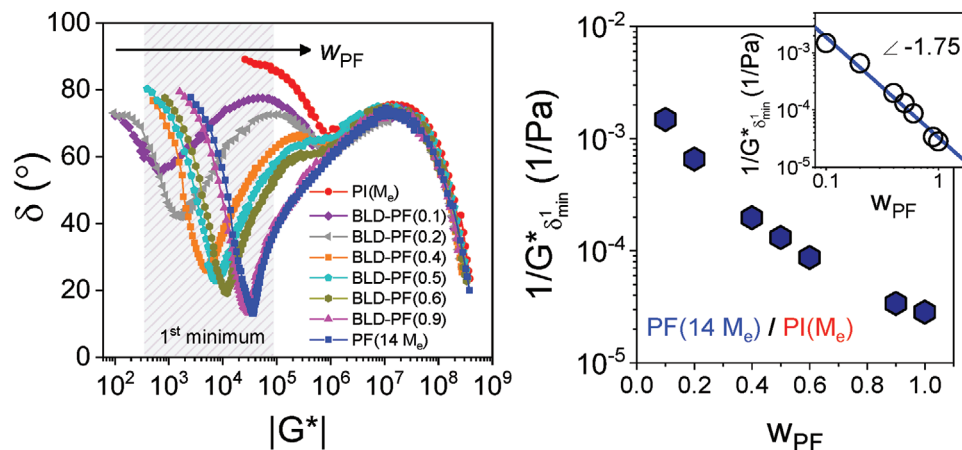 100
80
60
40
20
0
δ (°)
w_PF
PI(M_e)
BLD-PF(0.1)
BLD-PF(0.2)
BLD-PF(0.4)
BLD-PF(0.5)
BLD-PF(0.6)
BLD-PF(0.9)
PF(14 M_e)
1^st minimum
10^2 10^3 10^4 10^5 10^6 10^7 10^8 10^9
|G*|
10^-2
10^-3
10^-4
10^-5
1/G*_δ^1_min (1/Pa)
PF(14 M_e) / PI(M_e)
0.0 0.2 0.4 0.6 0.8 1.0
w_PF
10^-3
10^-4
10^-5
1/G*_δ^1_min (1/Pa)
∠ -1.75
0.1 1
w_PF